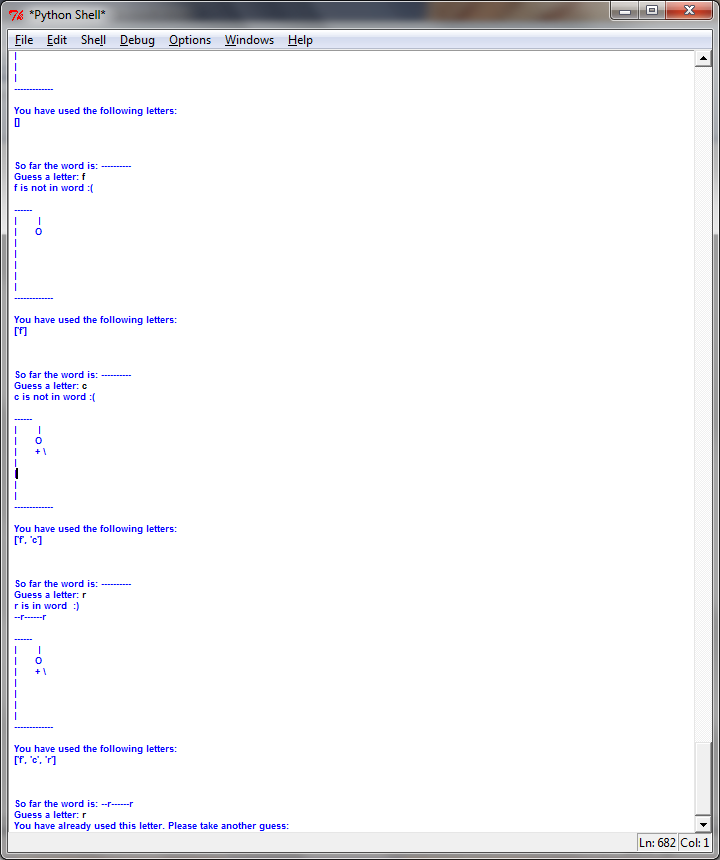 *Python Shell*
File Edit Shell Debug Options Windows Help
|
|
|
-------------
You have used the following letters:
[]
So far the word is: ----------
Guess a letter: f
f is not in word :(
------
|       |
|      O
|
|
|
|
|
-------------
You have used the following letters:
['f']
So far the word is: ----------
Guess a letter: c
c is not in word :(
------
|       |
|      O
|      + \
|
|
|
|
-------------
You have used the following letters:
['f', 'c']
So far the word is: ----------
Guess a letter: r
r is in word  :)
--r------r
------
|       |
|      O
|      + \
|
|
|
|
-------------
You have used the following letters:
['f', 'c', 'r']
So far the word is: --r------r
Guess a letter: r
You have already used this letter. Please take another guess:
Ln: 682 Col: 1